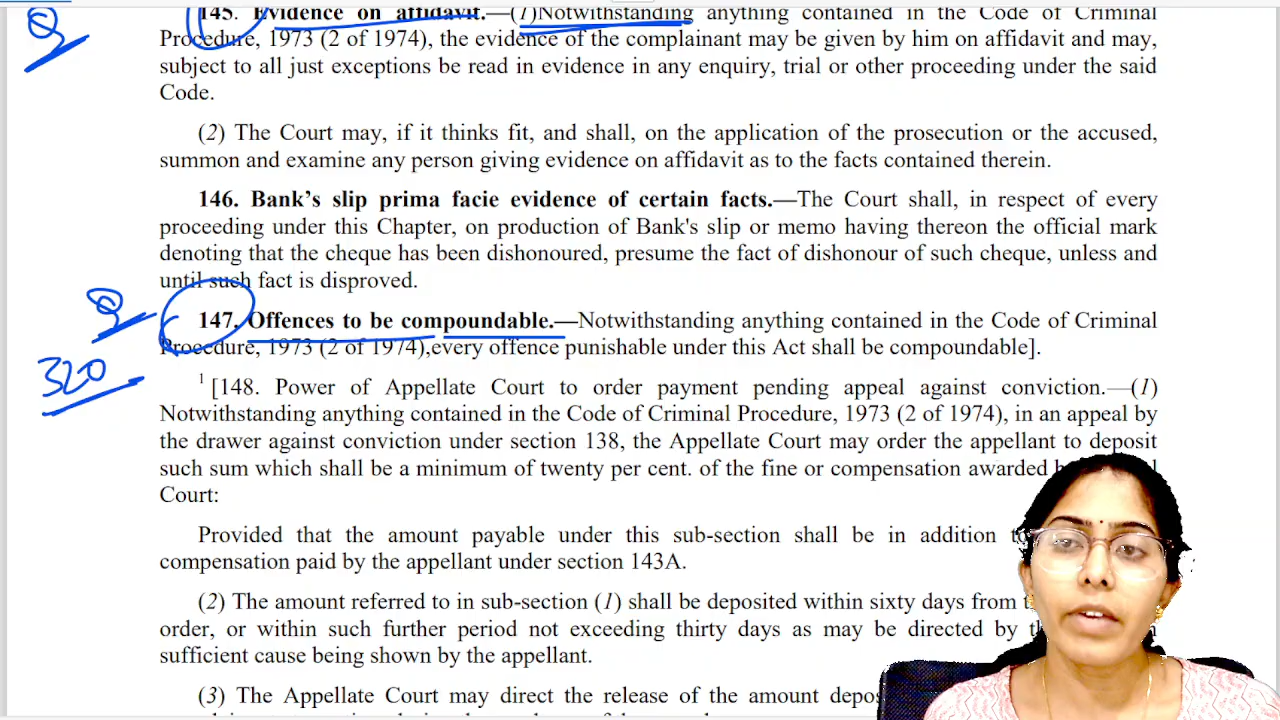 145. Evidence on affidavit.—(1)Notwithstanding anything contained in the Code of Criminal
Procedure, 1973 (2 of 1974), the evidence of the complainant may be given by him on affidavit and may,
subject to all just exceptions be read in evidence in any enquiry, trial or other proceeding under the said
Code.
(2) The Court may, if it thinks fit, and shall, on the application of the prosecution or the accused,
summon and examine any person giving evidence on affidavit as to the facts contained therein.
146. Bank's slip prima facie evidence of certain facts.—The Court shall, in respect of every
proceeding under this Chapter, on production of Bank's slip or memo having thereon the official mark
denoting that the cheque has been dishonoured, presume the fact of dishonour of such cheque, unless and
until such fact is disproved.
147. Offences to be compoundable.—Notwithstanding anything contained in the Code of Criminal
Procedure, 1973 (2 of 1974),every offence punishable under this Act shall be compoundable].
320
1 [148. Power of Appellate Court to order payment pending appeal against conviction.—(1)
Notwithstanding anything contained in the Code of Criminal Procedure, 1973 (2 of 1974), in an appeal by
the drawer against conviction under section 138, the Appellate Court may order the appellant to deposit
such sum which shall be a minimum of twenty per cent. of the fine or compensation awarded
Court:
Provided that the amount payable under this sub-section shall be in addition
compensation paid by the appellant under section 143A.
(2) The amount referred to in sub-section (1) shall be deposited within sixty days from
order, or within such further period not exceeding thirty days as may be directed by
sufficient cause being shown by the appellant.
(3) The Appellate Court may direct the release of the amount